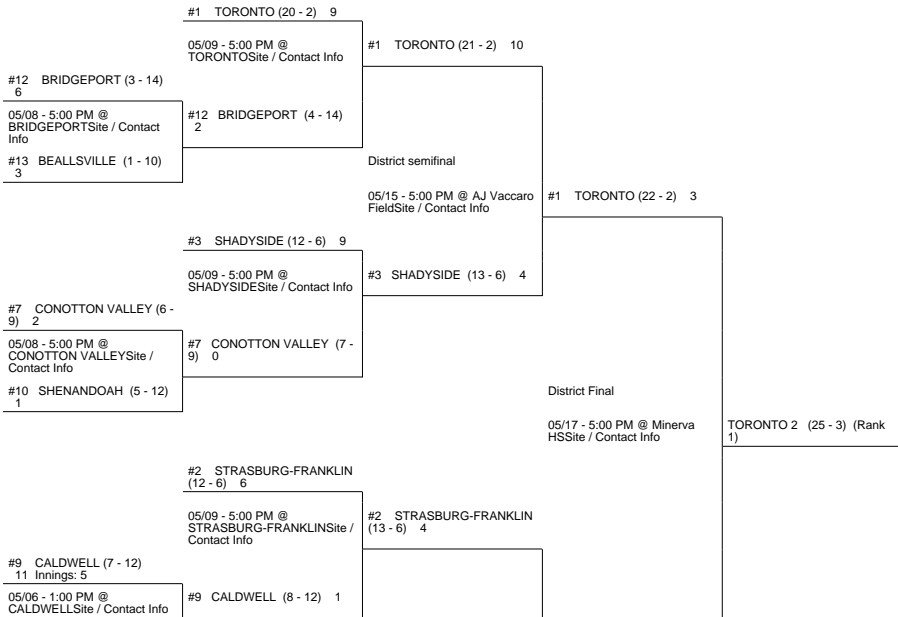 #1 TORONTO (20 - 2) 9
05/09 - 5:00 PM @
TORONTOSite / Contact Info
#1 TORONTO (21 - 2) 10
#12 BRIDGEPORT (3 - 14)
6
05/08 - 5:00 PM @
BRIDGEPORTSite / Contact
Info
#12 BRIDGEPORT (4 - 14)
2
#13 BEALLSVILLE (1 - 10)
3
District semifinal
05/15 - 5:00 PM @ AJ Vaccaro
FieldSite / Contact Info
#1 TORONTO (22 - 2) 3
#3 SHADYSIDE (12 - 6) 9
05/09 - 5:00 PM @
SHADYSIDESite / Contact Info
#3 SHADYSIDE (13 - 6) 4
#7 CONOTTON VALLEY (6 -
9) 2
05/08 - 5:00 PM @
CONOTTON VALLEYSite /
Contact Info
#7 CONOTTON VALLEY (7 -
9) 0
#10 SHENANDOAH (5 - 12)
1
District Final
05/17 - 5:00 PM @ Minerva
HSSite / Contact Info
TORONTO 2 (25 - 3) (Rank
1)
#2 STRASBURG-FRANKLIN
(12 - 6) 6
05/09 - 5:00 PM @
STRASBURG-FRANKLINSite /
Contact Info
#2 STRASBURG-FRANKLIN
(13 - 6) 4
#9 CALDWELL (7 - 12)
11 Innings: 5
05/06 - 1:00 PM @
CALDWELLSite / Contact Info
#9 CALDWELL (8 - 12) 1